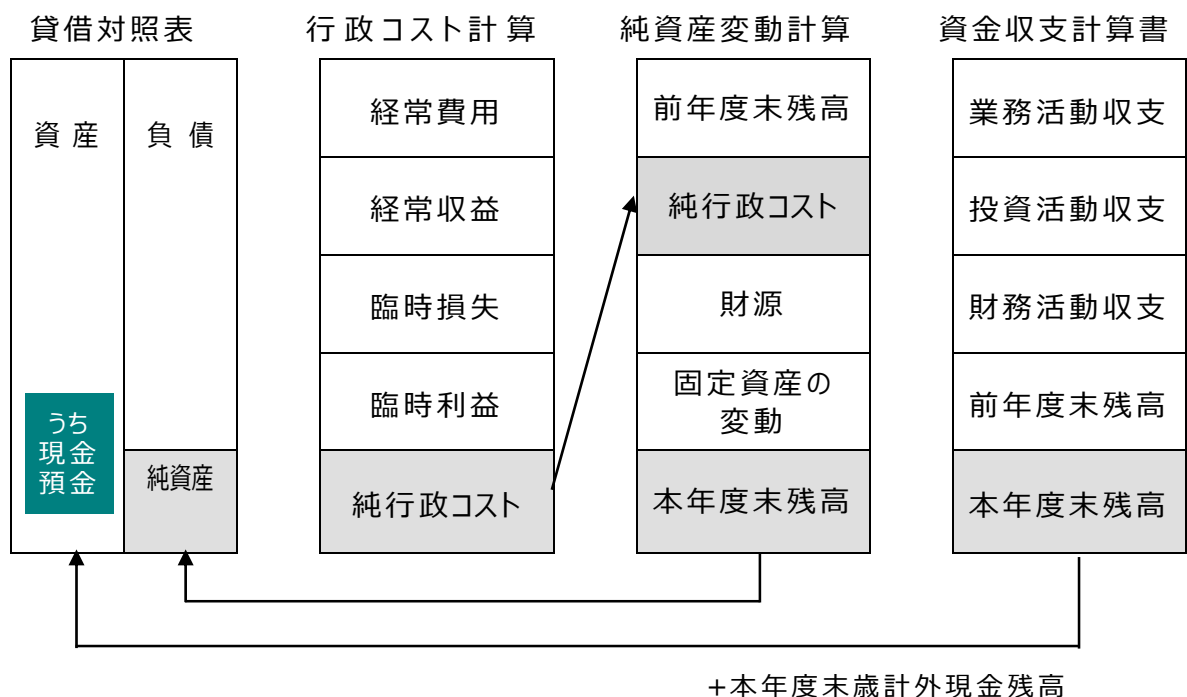 貸借対照表
行政コスト計算
純資産変動計算
資金収支計算書
資産
負債
うち
現金
預金
純資産
経常費用
経常収益
臨時損失
臨時利益
純行政コスト
前年度末残高
純行政コスト
財源
固定資産の
変動
本年度末残高
業務活動収支
投資活動収支
財務活動収支
前年度末残高
本年度末残高
+本年度末歳計外現金残高